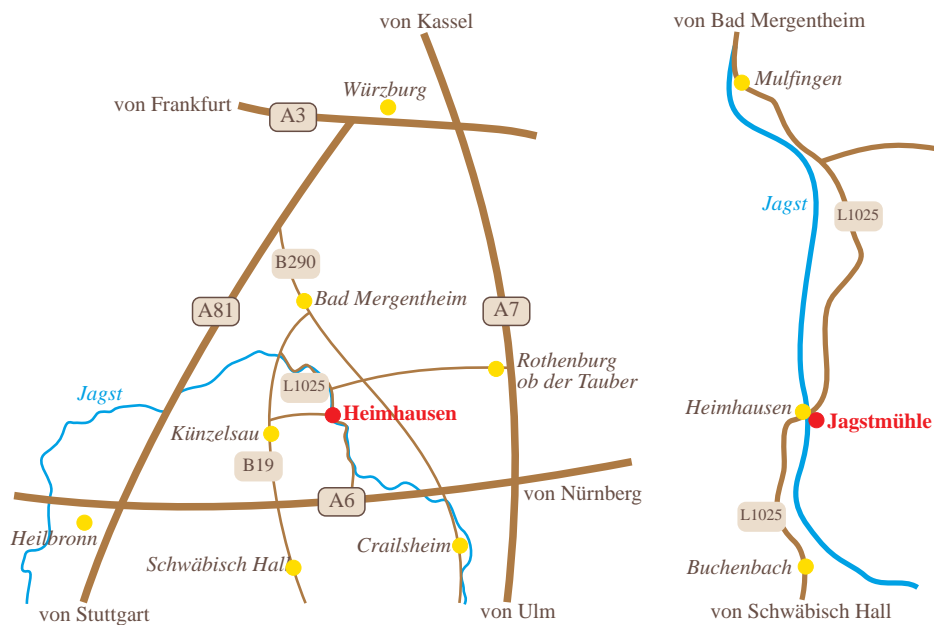 von Kassel
von Bad Mergentheim
Mulfingen
Würzburg
von Frankfurt
A3
Jagst
L1025
B290
Bad Mergentheim
A81
A7
Rothenburg
ob der Tauber
L1025
Jagst
Heimhausen
Künzelsau
Heimhausen
Jagstmühle
B19
A6
von Nürnberg
L1025
Heilbronn
Schwäbisch Hall
Crailsheim
Buchenbach
von Stuttgart
von Ulm
von Schwäbisch Hall